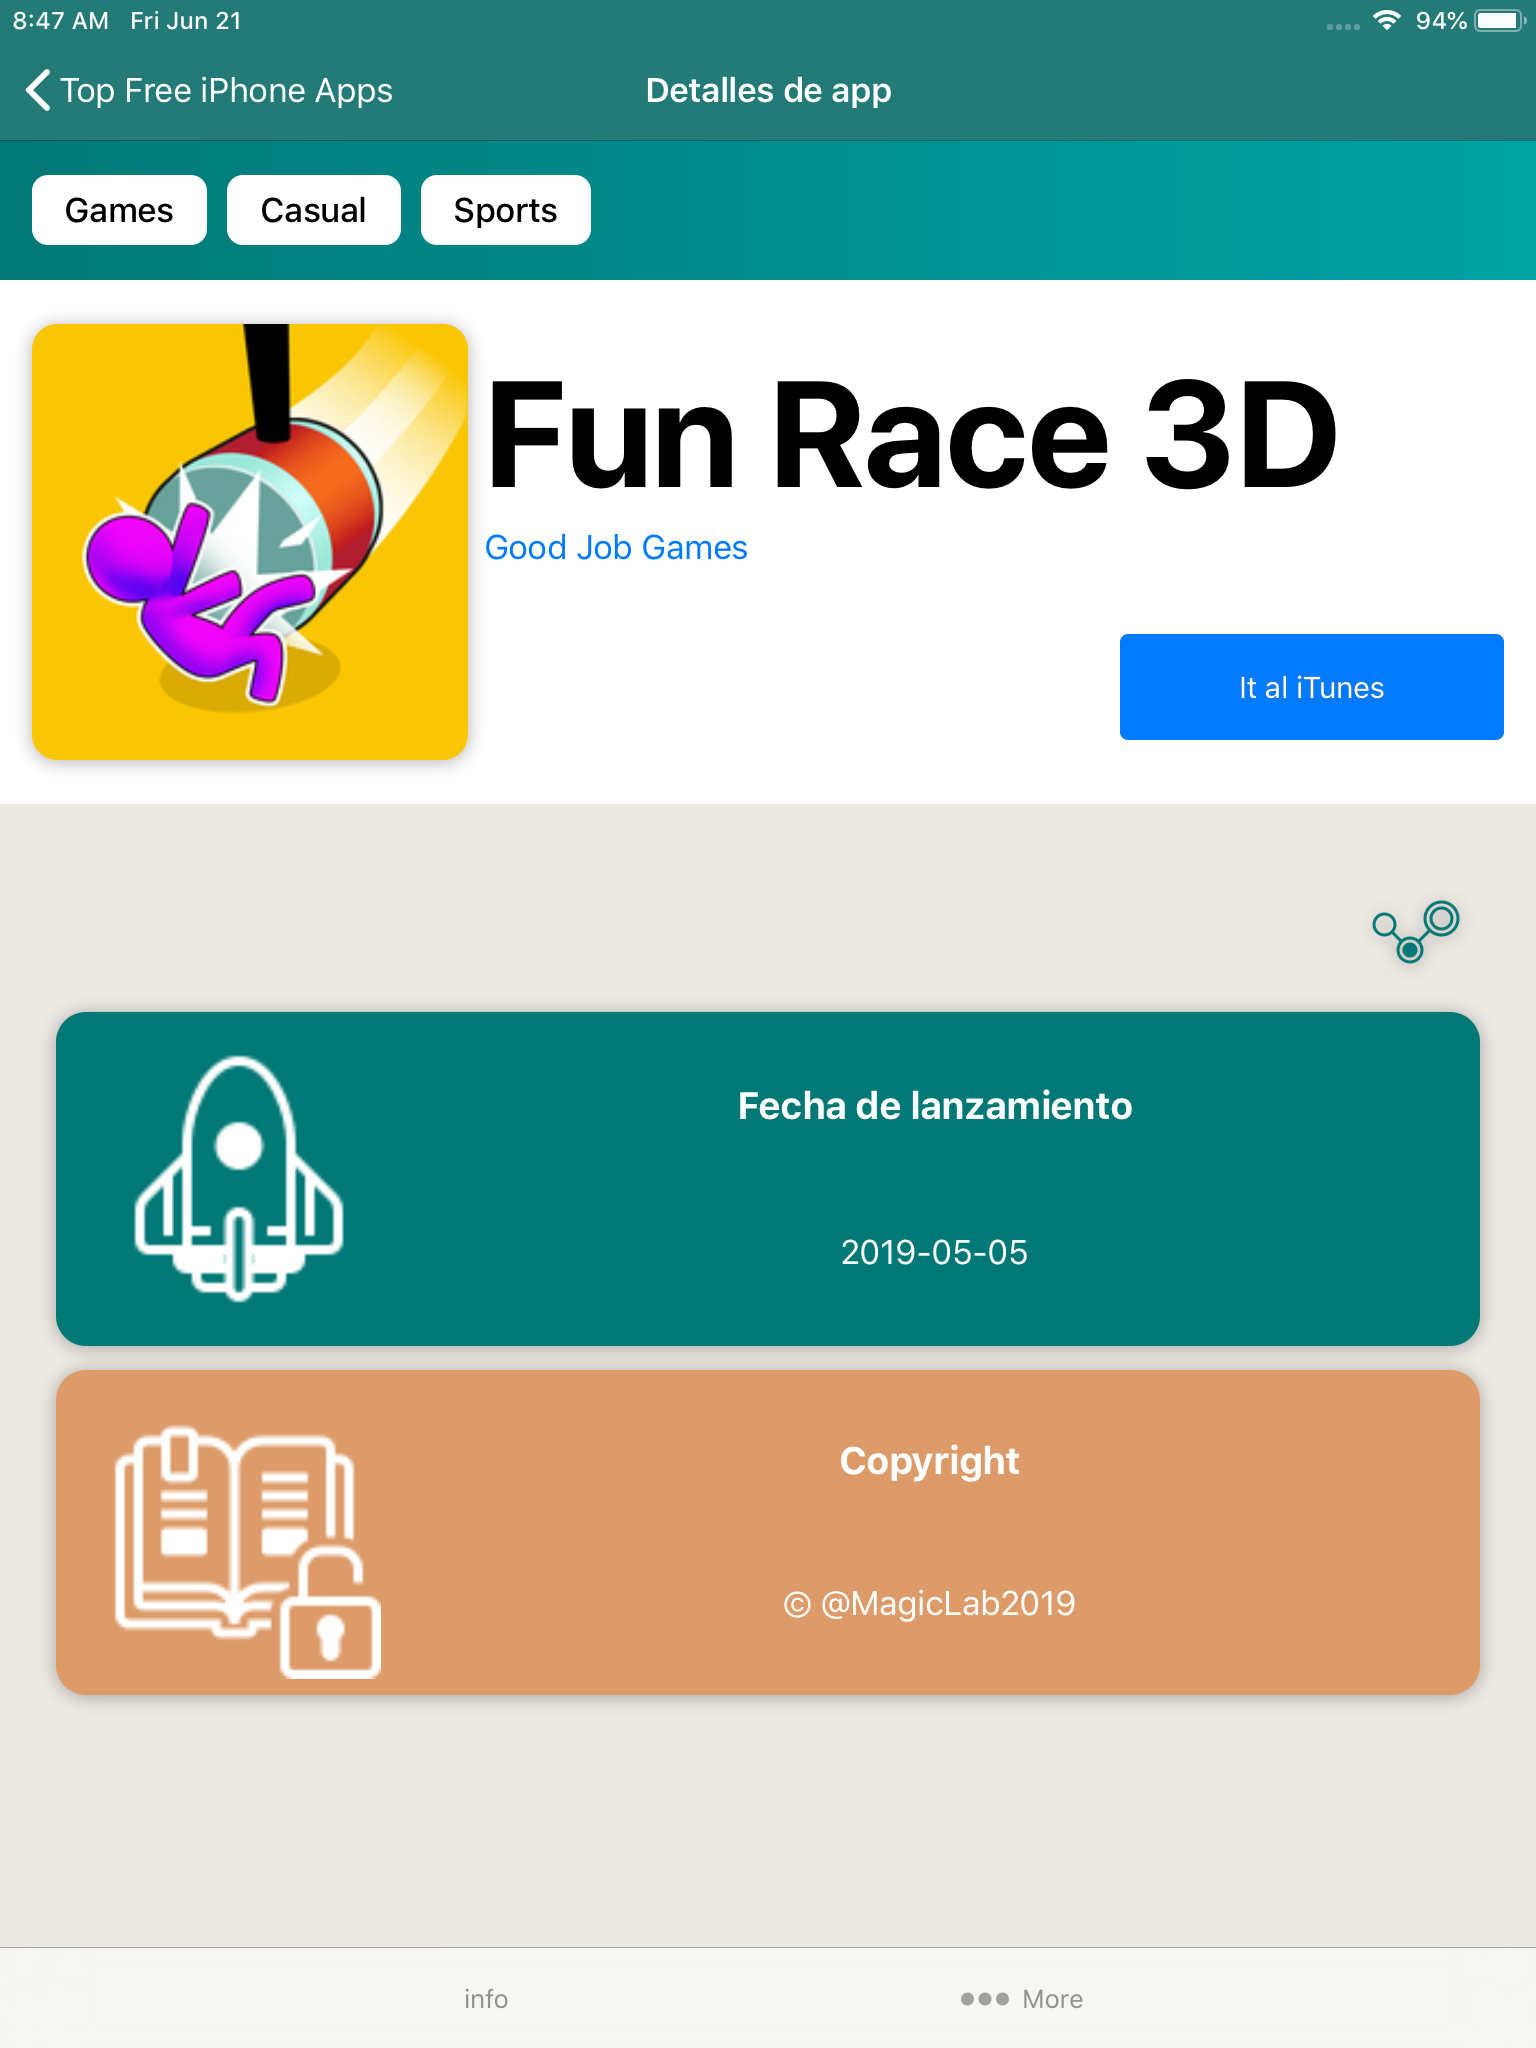 8:47 AM Fri Jun 21 94%
Top Free iPhone Apps Detalles de app
Games Casual Sports
Fun Race 3D
Good Job Games
It al iTunes
Fecha de lanzamiento
2019-05-05
Copyright
© @MagicLab2019
info More